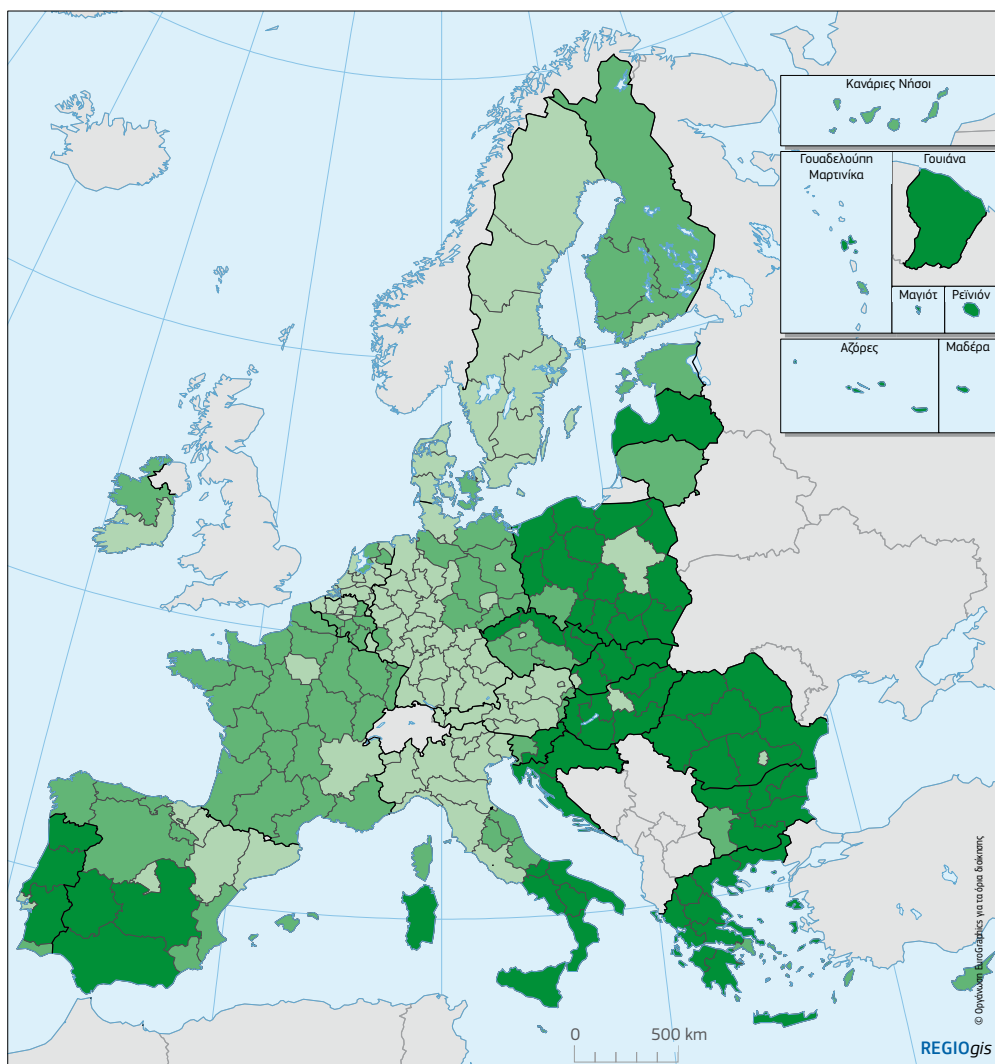 Κανάριες Νήσοι
Γουαδελούπη
Μαρτινίκα
Γουιάνα
Μαγιότ
Ρεϊνιόν
Αζόρες
Μαδέρα
© Οργάνωση EuroGraphics για τα όρια διοίκησης
0 500 km
REGIOgis